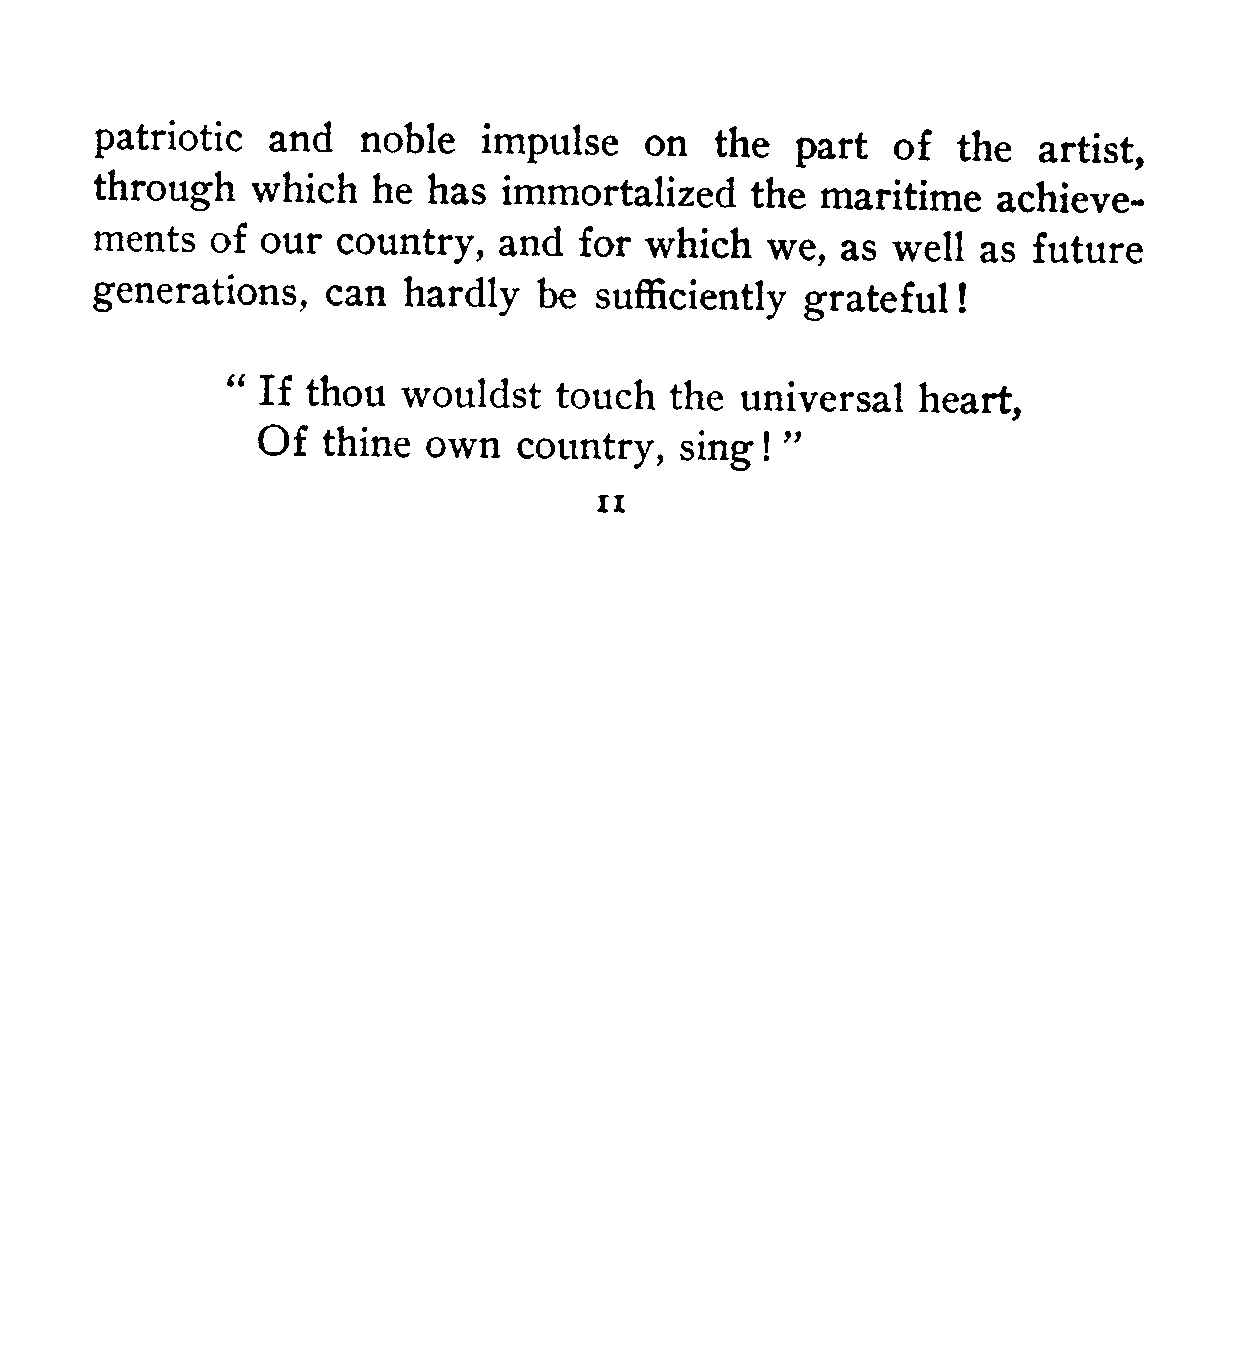 patriotic and noble impulse on the part of the artist,
through which he has immortalized the maritime achieve-
ments of our country, and for which we, as well as future
generations, can hardly be sufficiently grateful!
“ If thou wouldst touch the universal heart,
Of thine own country, sing! ”
11